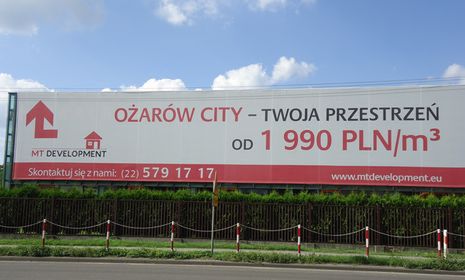 OŻARÓW CITY – TWOJA PRZESTRZEŃ
OD 1 990 PLN/m³
MT DEVELOPMENT
Skontaktuj się z nami: (22) 579 17 17
www.mtdevelopment.eu